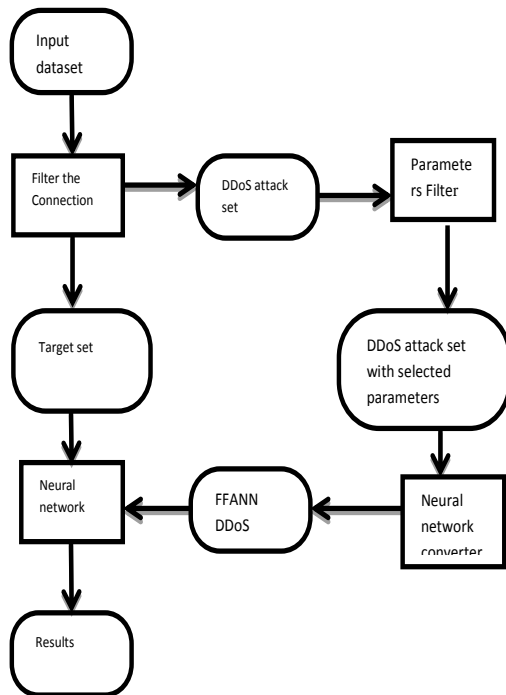 Input
dataset
Filter the
Connection
DDoS attack
set
Paramete
rs Filter
Target set
DDoS attack set
with selected
parameters
Neural
network
FFANN
DDoS
Neural
network
converter
Results